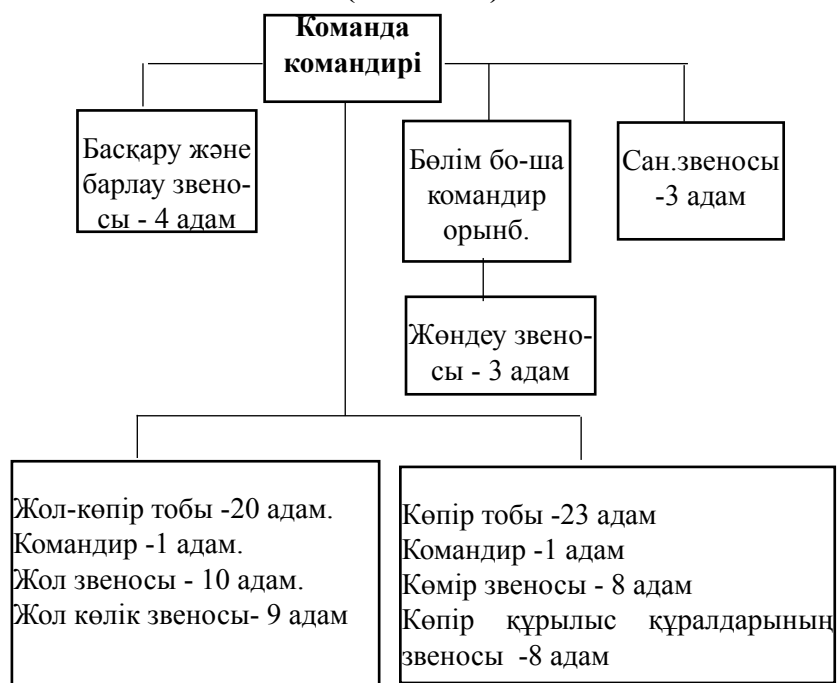 Команда
командирі
Басқару және
барлау звено-
сы - 4 адам
Бөлім бо-ша
командир
орынб.
Сан.звеносы
-3 адам
Жөндеу звено-
сы - 3 адам
Жол-көпір тобы -20 адам.
Командир -1 адам.
Жол звеносы - 10 адам.
Жол көлік звеносы- 9 адам
Көпір тобы -23 адам
Командир -1 адам
Көмір звеносы - 8 адам
Көпір құрылыс құралдарының
звеносы -8 адам